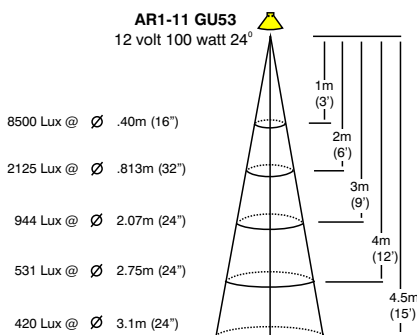 AR1-11 GU53
12 volt 100 watt 24°
1m
(3')
8500 Lux @ Ø .40m (16")
2m
(6')
2125 Lux @ Ø .813m (32")
3m
(9')
944 Lux @ Ø 2.07m (24")
4m
(12')
531 Lux @ Ø 2.75m (24")
4.5m
(15')
420 Lux @ Ø 3.1m (24")